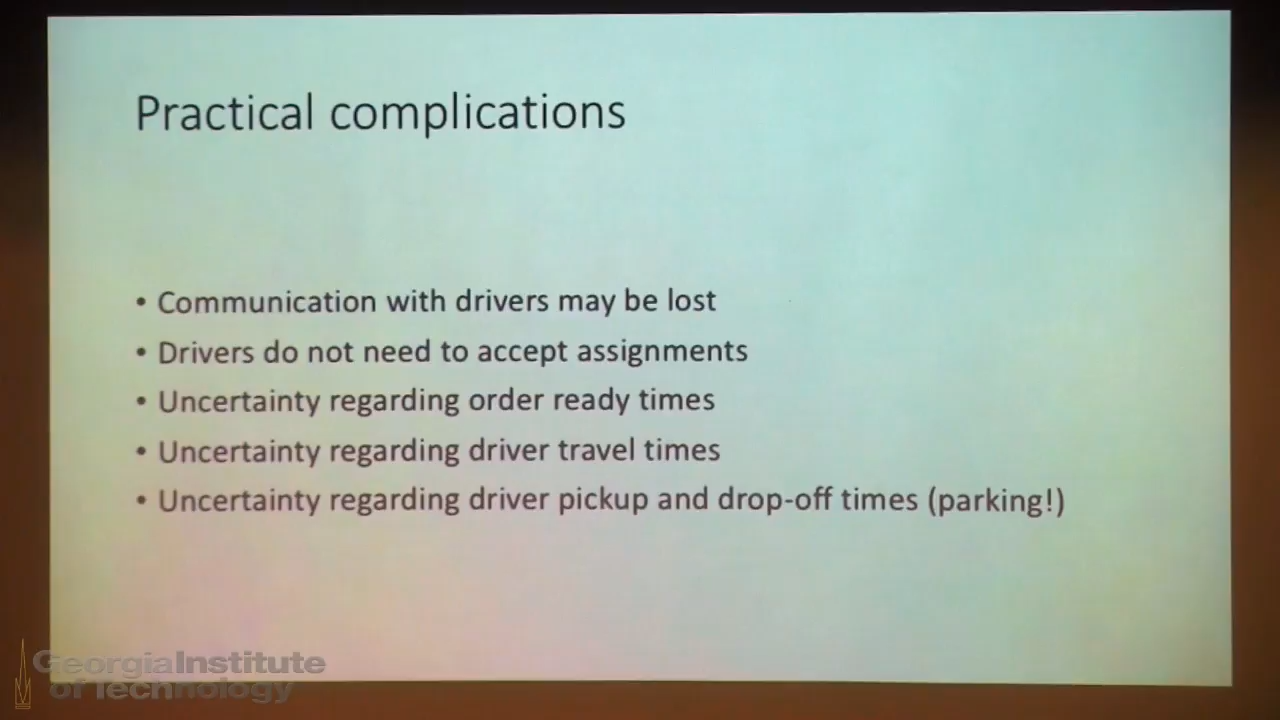 Practical complications
• Communication with drivers may be lost
• Drivers do not need to accept assignments
• Uncertainty regarding order ready times
• Uncertainty regarding driver travel times
• Uncertainty regarding driver pickup and drop-off times (parking!)
Georgia Institute
of Technology